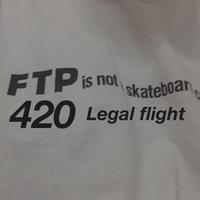 FTP is not skateboar
420 Legal flight